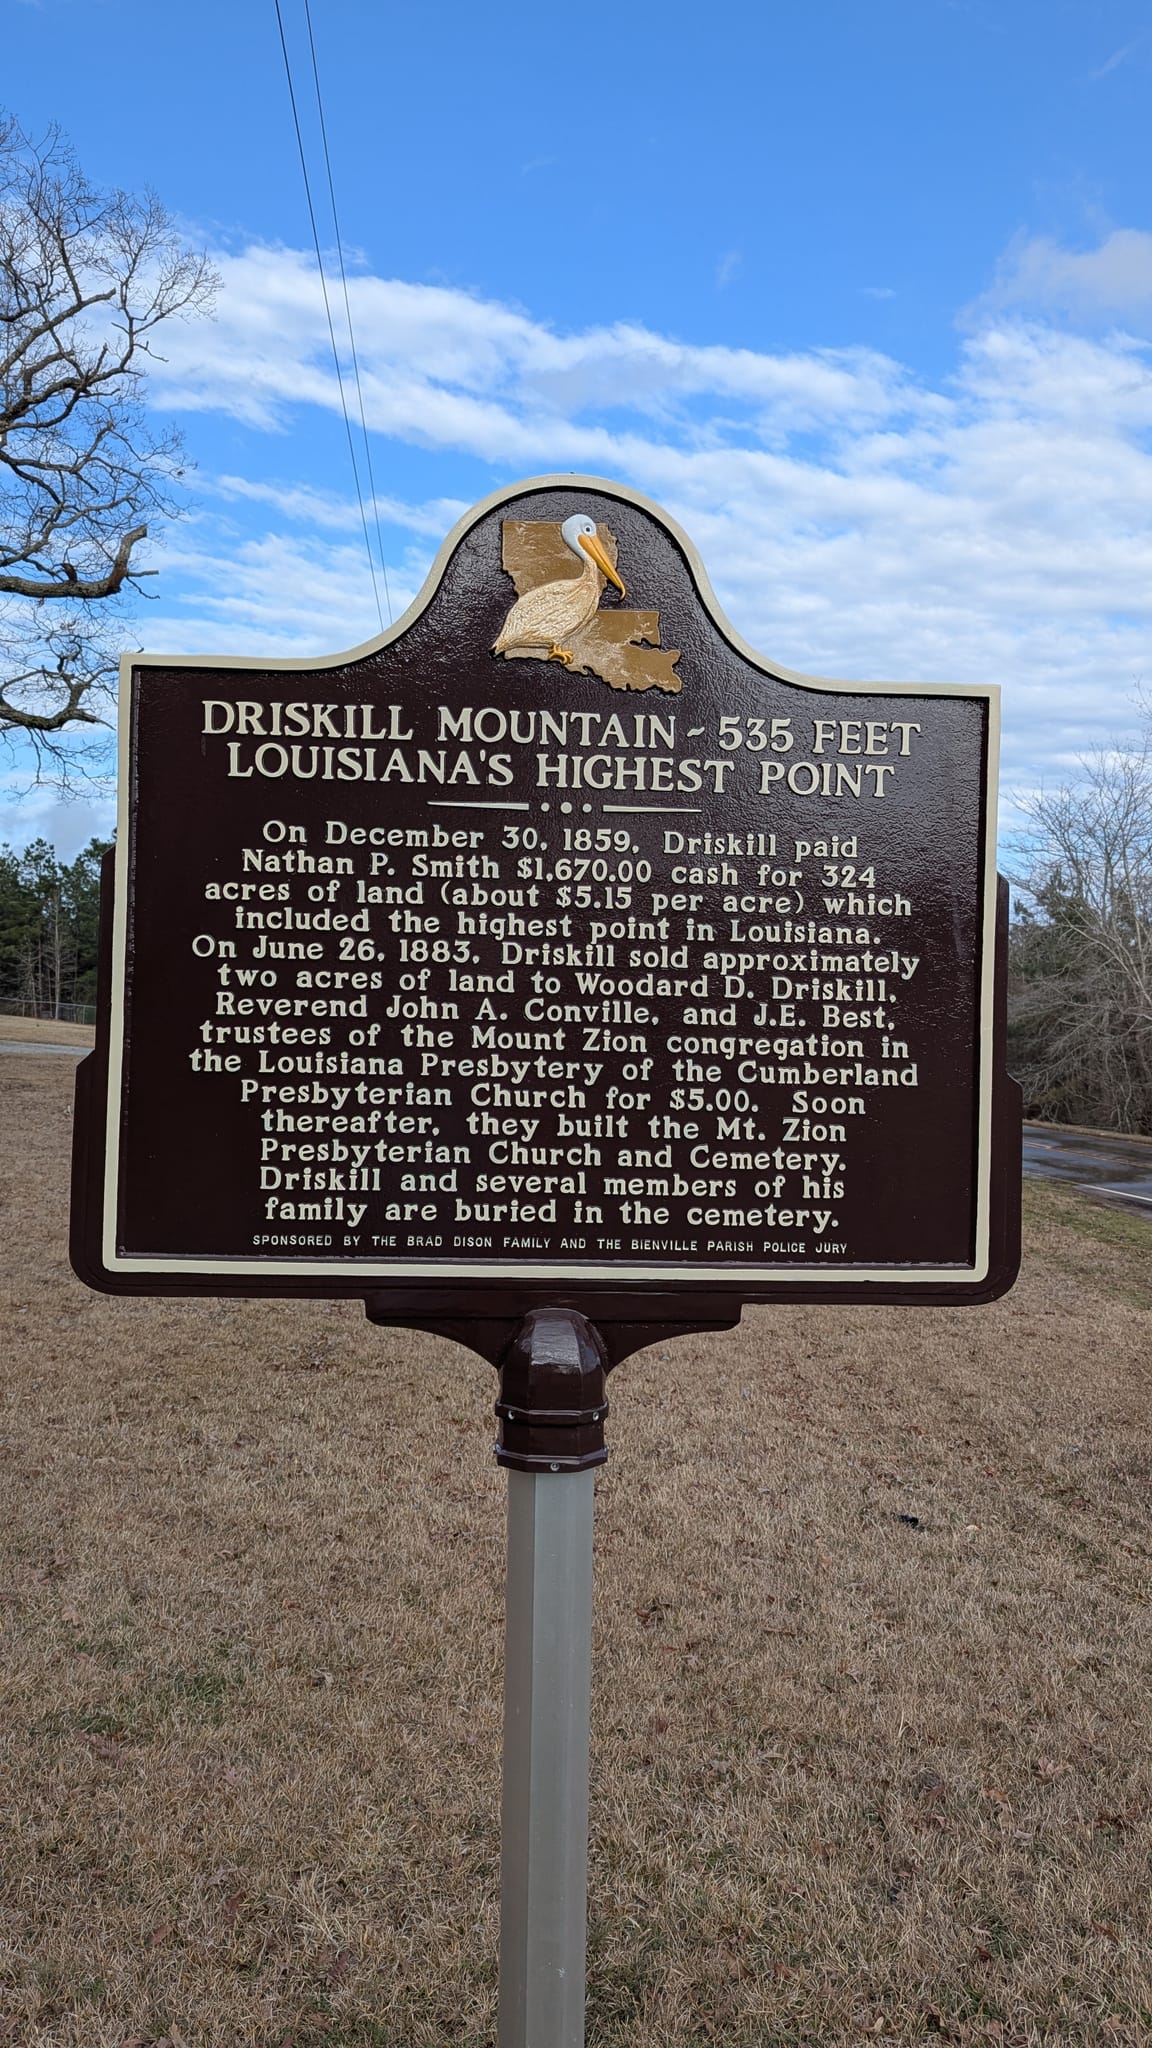 DRISKILL MOUNTAIN ~ 535 FEET
LOUISIANA'S HIGHEST POINT
On December 30, 1859, Driskill paid
Nathan P. Smith $1,670.00 cash for 324
acres of land (about $5.15 per acre) which
included the highest point in Louisiana.
On June 26, 1883, Driskill sold approximately
two acres of land to Woodard D. Driskill,
Reverend John A. Conville, and J.E. Best,
trustees of the Mount Zion congregation in
the Louisiana Presbytery of the Cumberland
Presbyterian Church for $5.00. Soon
thereafter, they built the Mt. Zion
Presbyterian Church and Cemetery.
Driskill and several members of his
family are buried in the cemetery.
SPONSORED BY THE BRAD DISON FAMILY AND THE BIENVILLE PARISH POLICE JURY